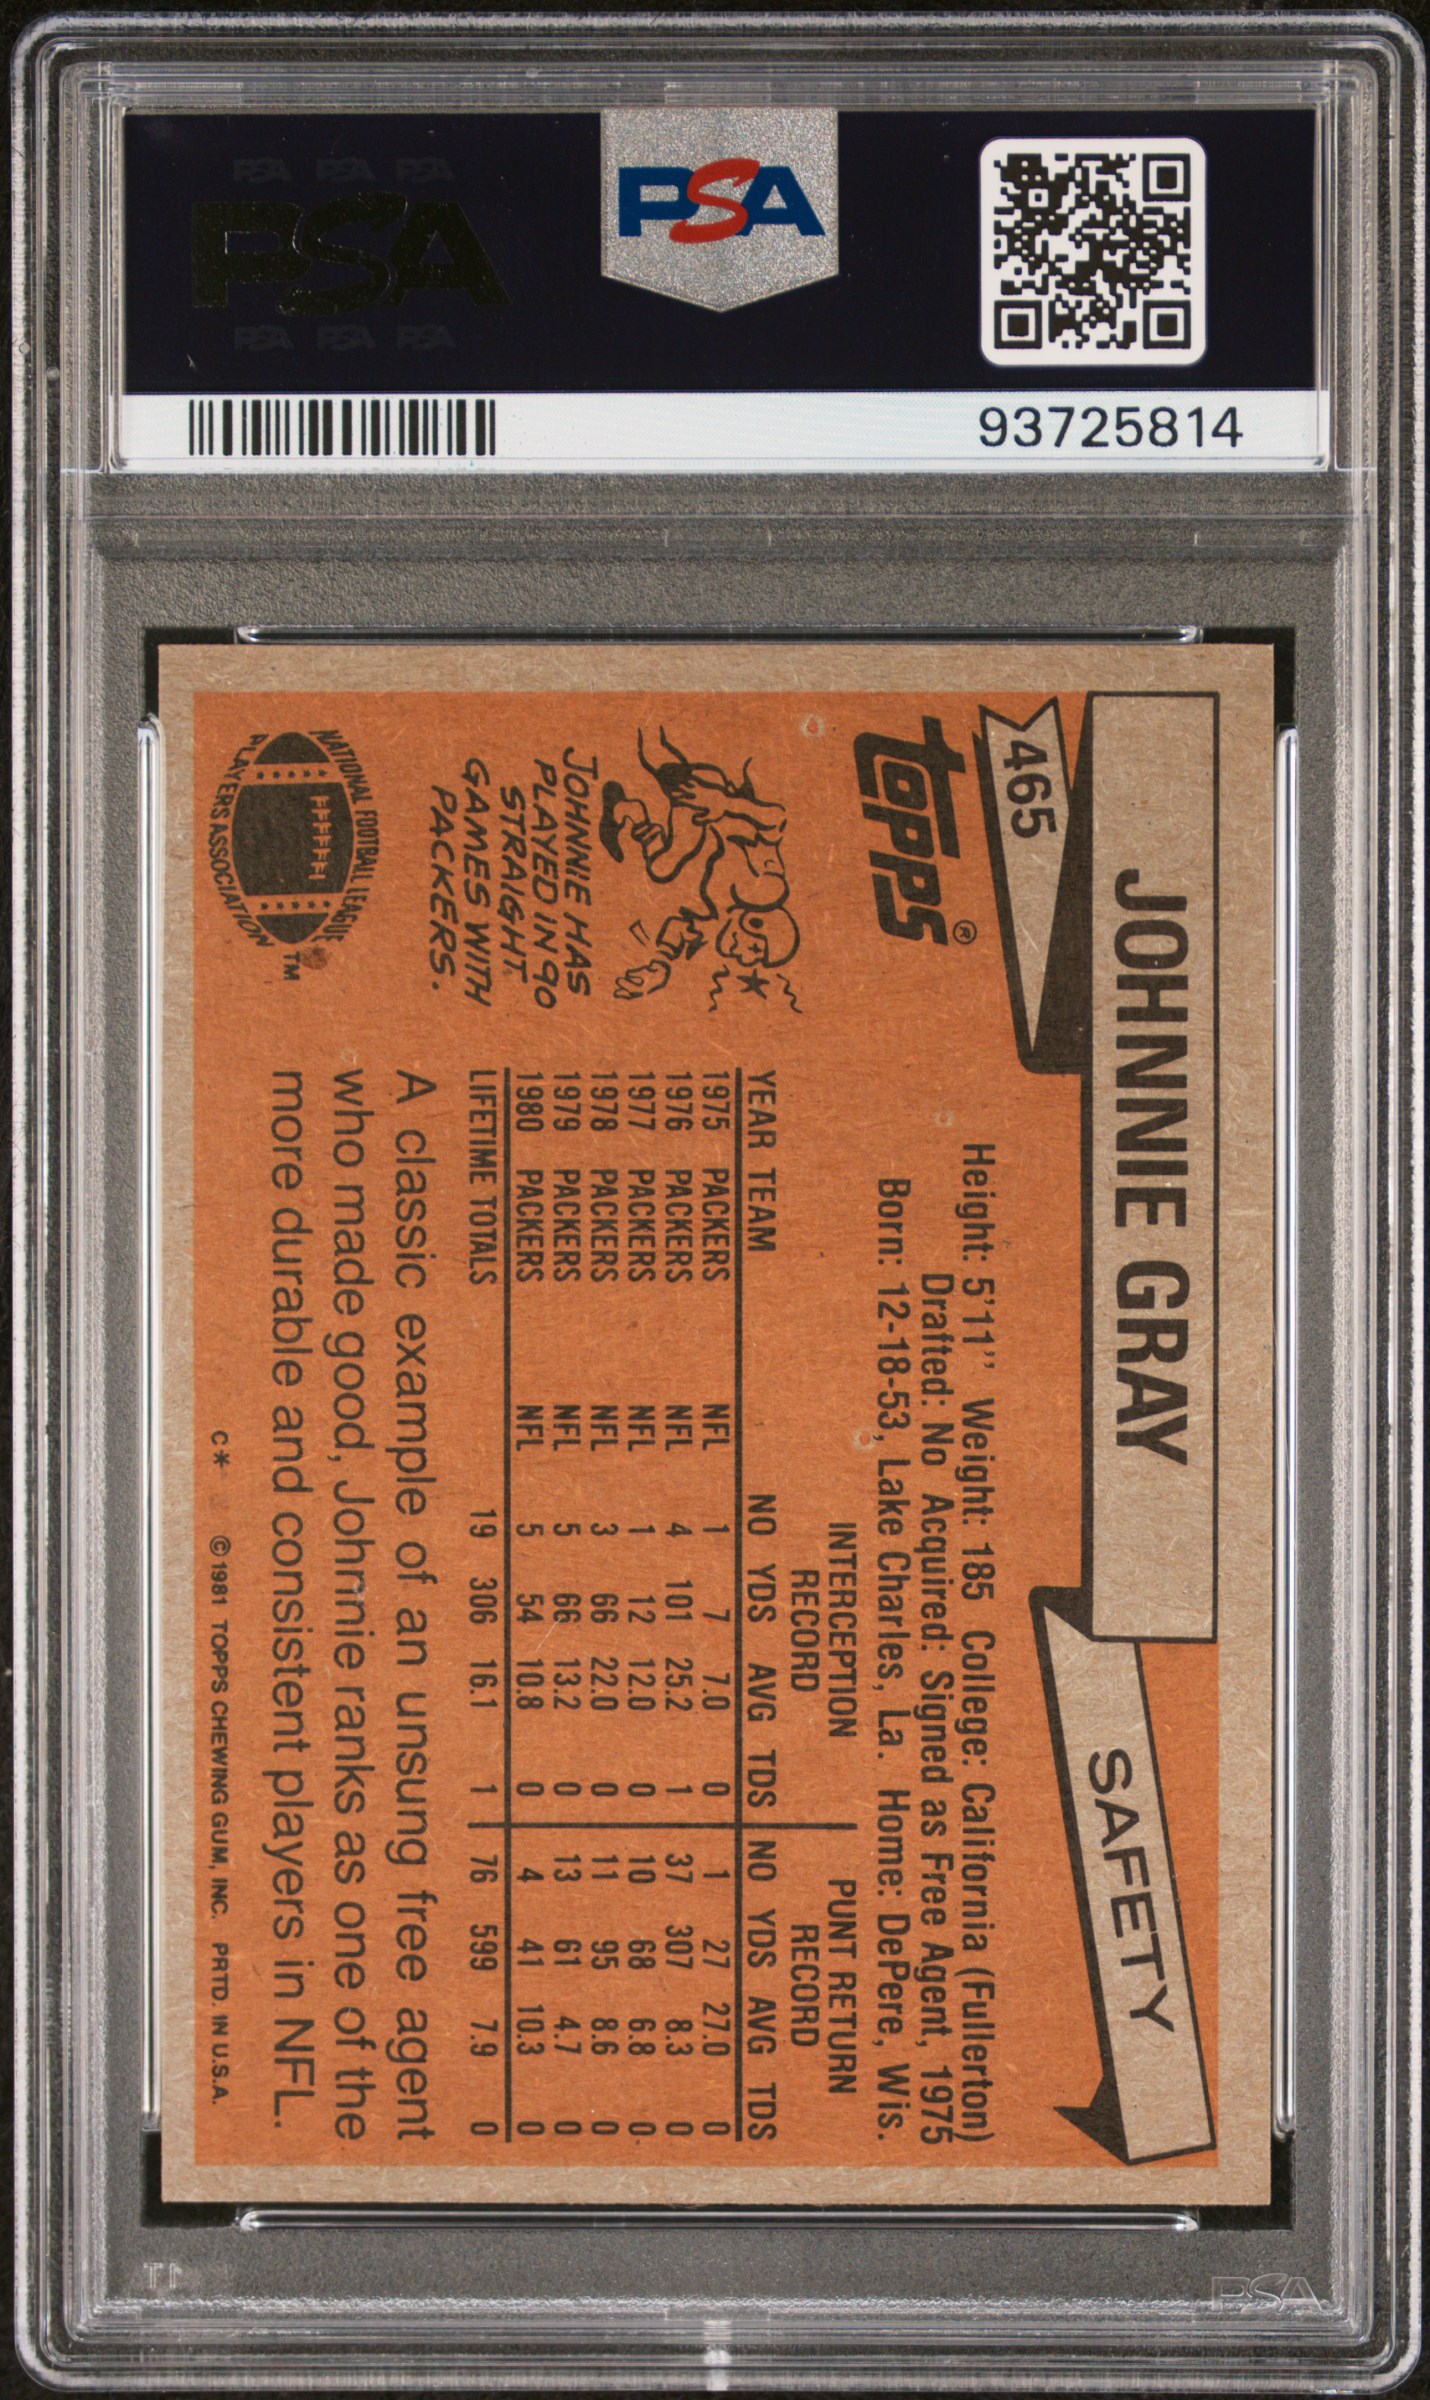 PSA PSA PSA
PSA
PSA PSA PSA
PSA
93725814
JOHNNIE GRAY
SAFETY
465
topps®
Height: 5'11'' Weight: 185 College: California (Fullerton)
Drafted: No Acquired: Signed as Free Agent, 1975
Born: 12-18-53, Lake Charles, La. Home: DePere, Wis.
INTERCEPTION RECORD
PUNT RETURN RECORD
YEAR TEAM NO YDS AVG TDS NO YDS AVG TDS
1975 PACKERS NFL 1 7 7.0 0 1 27 27.0 0
1976 PACKERS NFL 4 101 25.2 1 37 307 8.3 0
1977 PACKERS NFL 1 12 12.0 0 10 68 6.8 0
1978 PACKERS NFL 3 66 22.0 0 11 95 8.6 0
1979 PACKERS NFL 5 66 13.2 0 13 61 4.7 0
1980 PACKERS NFL 5 54 10.8 0 4 41 10.3 0
LIFETIME TOTALS 19 306 16.1 1 76 599 7.9 0
JOHNNIE HAS
PLAYED IN 90
STRAIGHT
GAMES WITH
PACKERS.
A classic example of an unsung free agent
who made good, Johnnie ranks as one of the
more durable and consistent players in NFL.
NATIONAL FOOTBALL LEAGUE
PLAYERS ASSOCIATION
TM
C* © 1981 TOPPS CHEWING GUM, INC. PRTD. IN U.S.A.
PSA